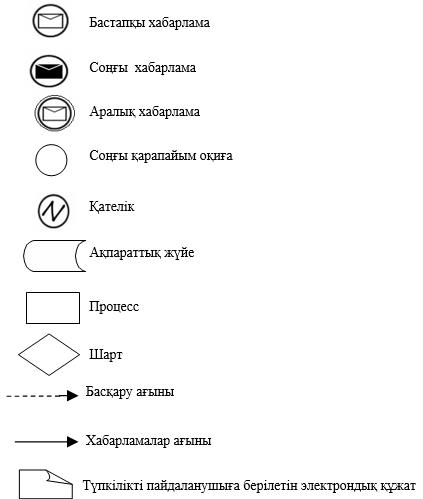 Бастапқы хабарлама
Соңғы хабарлама
Аралық хабарлама
Соңғы қарапайым оқиға
Қателік
Ақпараттық жүйе
Процесс
Шарт
Басқару ағыны
Хабарламалар ағыны
Түпкілікті пайдаланушыға берілетін электрондық құжат